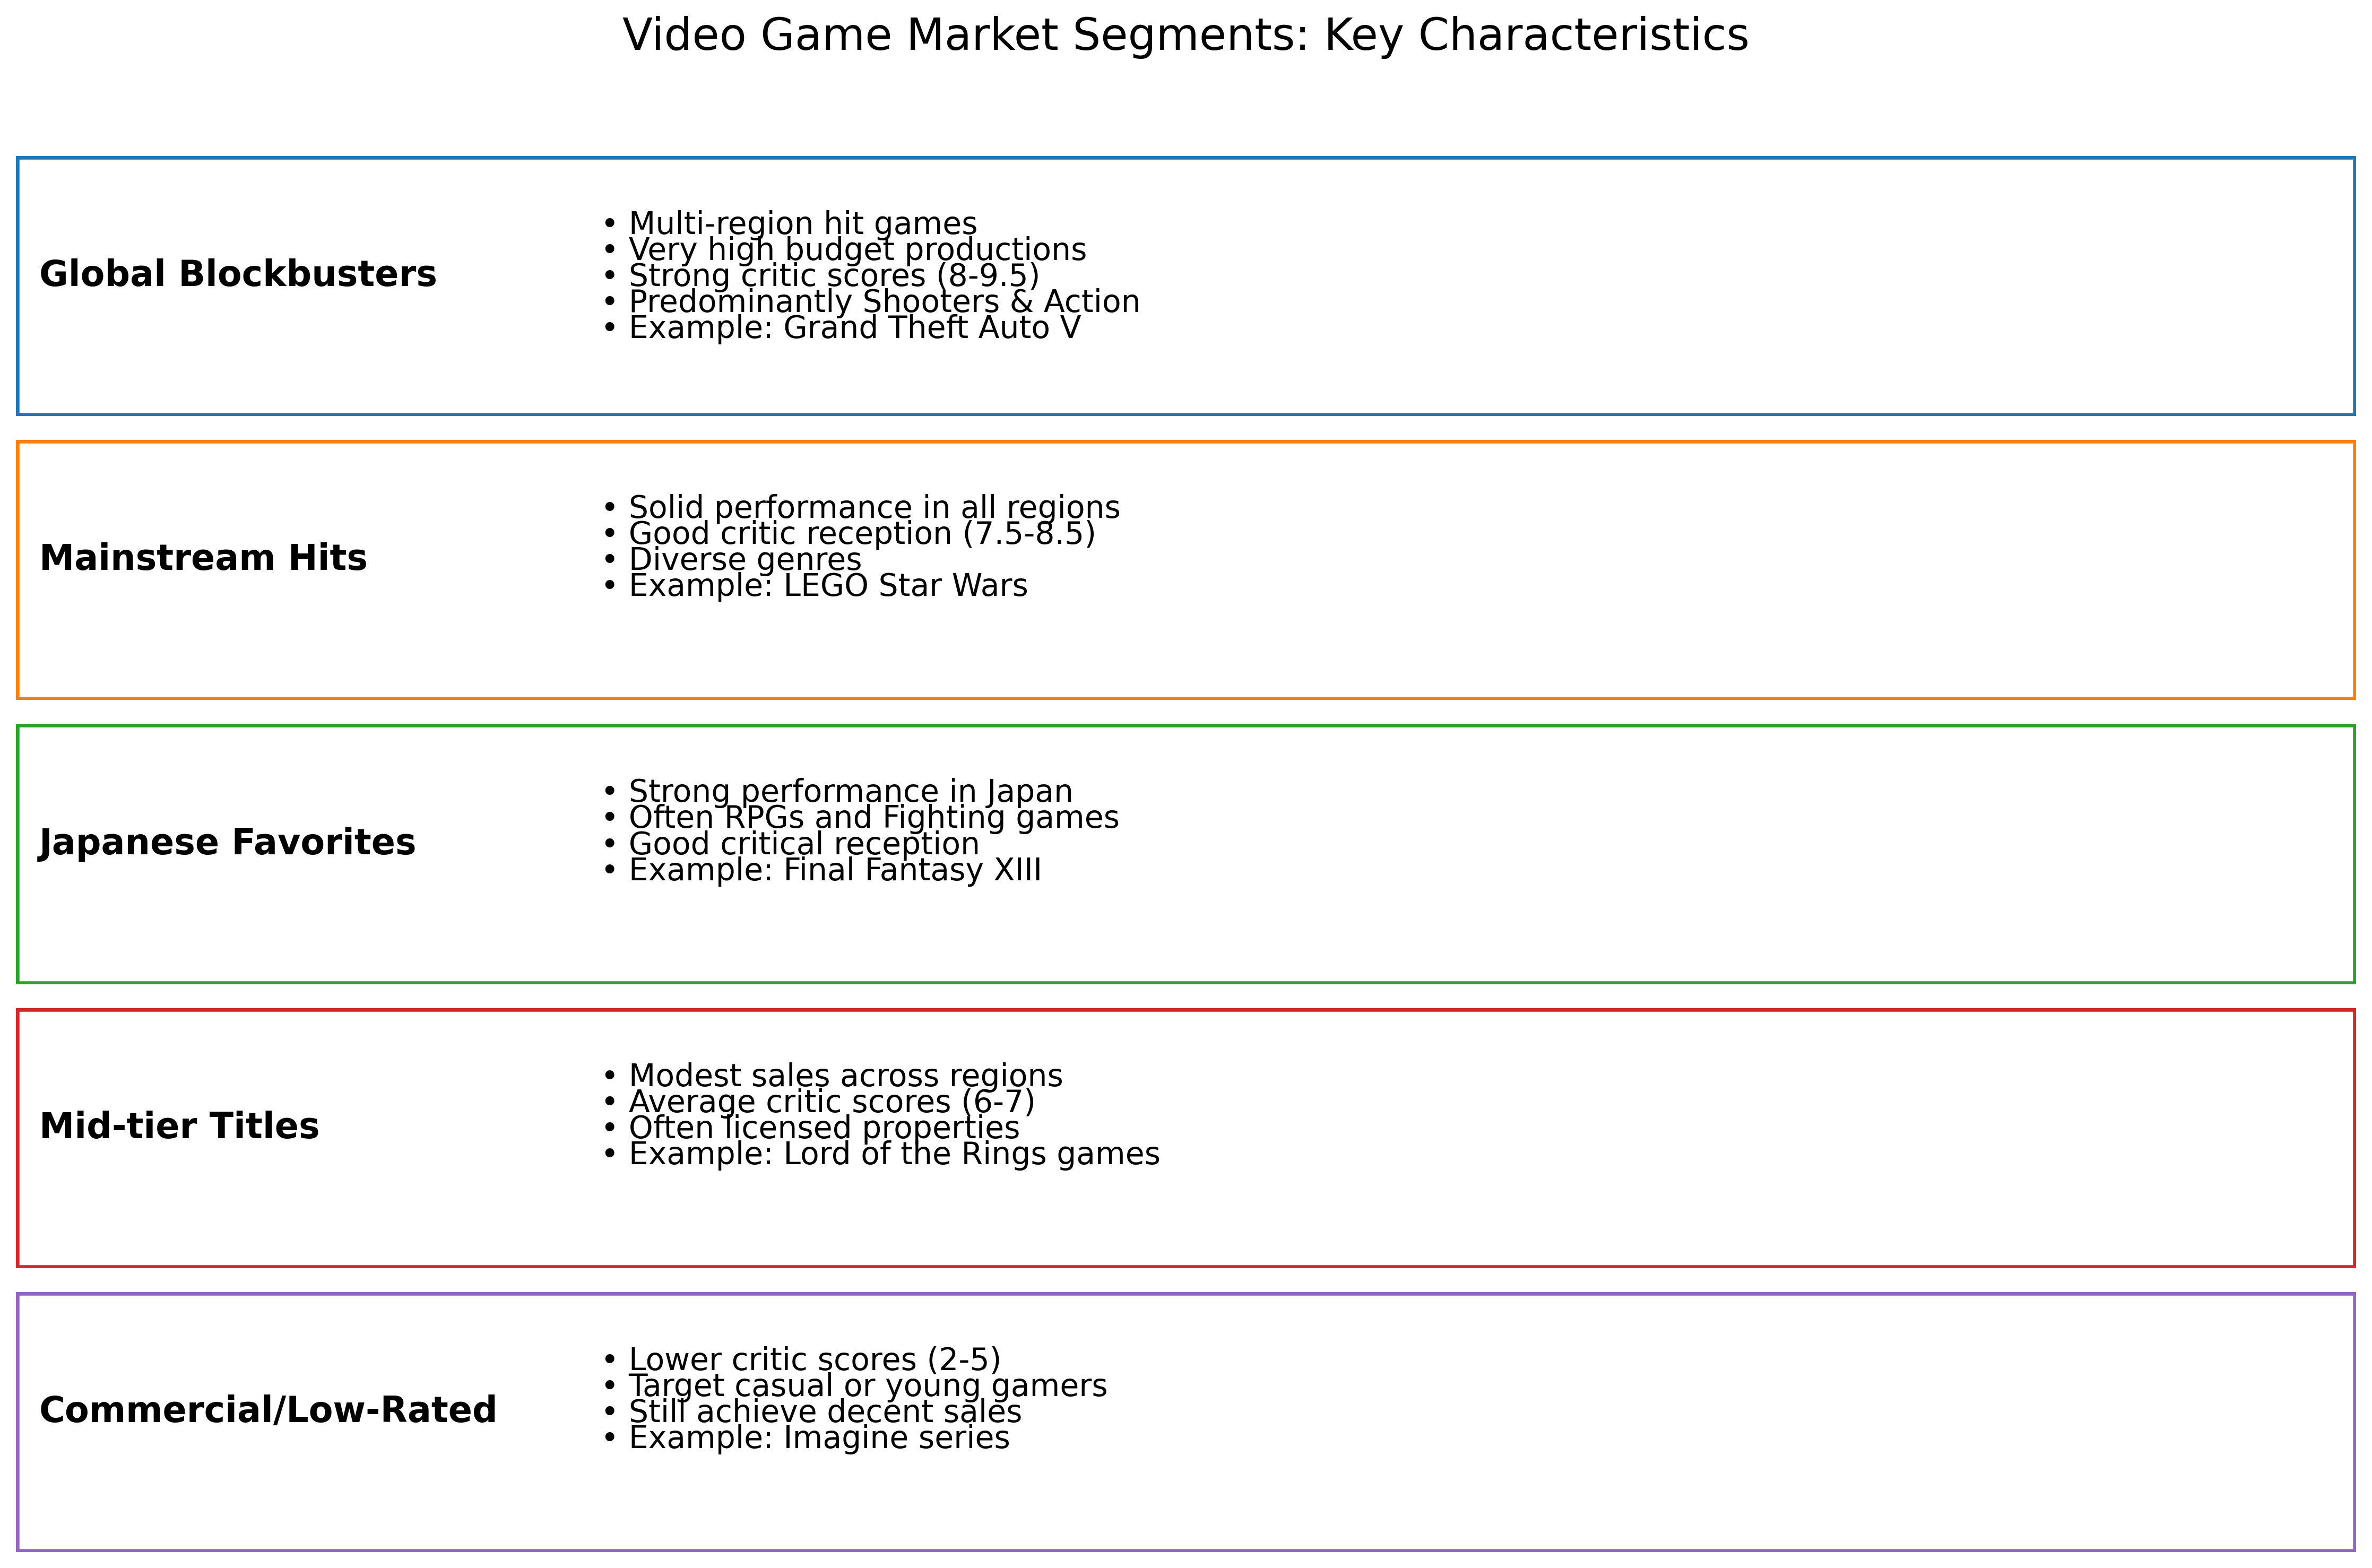 Video Game Market Segments: Key Characteristics
Global Blockbusters
• Multi-region hit games
• Very high budget productions
• Strong critic scores (8-9.5)
• Predominantly Shooters & Action
• Example: Grand Theft Auto V
Mainstream Hits
• Solid performance in all regions
• Good critic reception (7.5-8.5)
• Diverse genres
• Example: LEGO Star Wars
Japanese Favorites
• Strong performance in Japan
• Often RPGs and Fighting games
• Good critical reception
• Example: Final Fantasy XIII
Mid-tier Titles
• Modest sales across regions
• Average critic scores (6-7)
• Often licensed properties
• Example: Lord of the Rings games
Commercial/Low-Rated
• Lower critic scores (2-5)
• Target casual or young gamers
• Still achieve decent sales
• Example: Imagine series